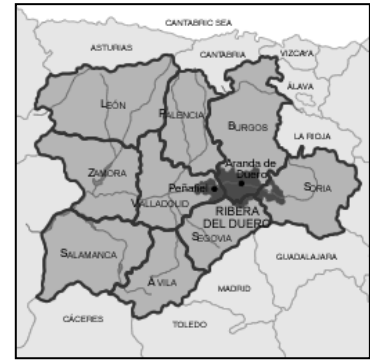 CANTABRIC SEA
ASTURIAS
CANTABRIA
VIZCAYA
ÁLAVA
LEÓN
PALENCIA
BURGOS
LA RIOJA
ZAMORA
Aranda de
Duero
Peñafiel
VALLADOLID
SORIA
RIBERA
DEL DUERO
SEGOVIA
SALAMANCA
ÁVILA
GUADALAJARA
MADRID
CÁCERES
TOLEDO